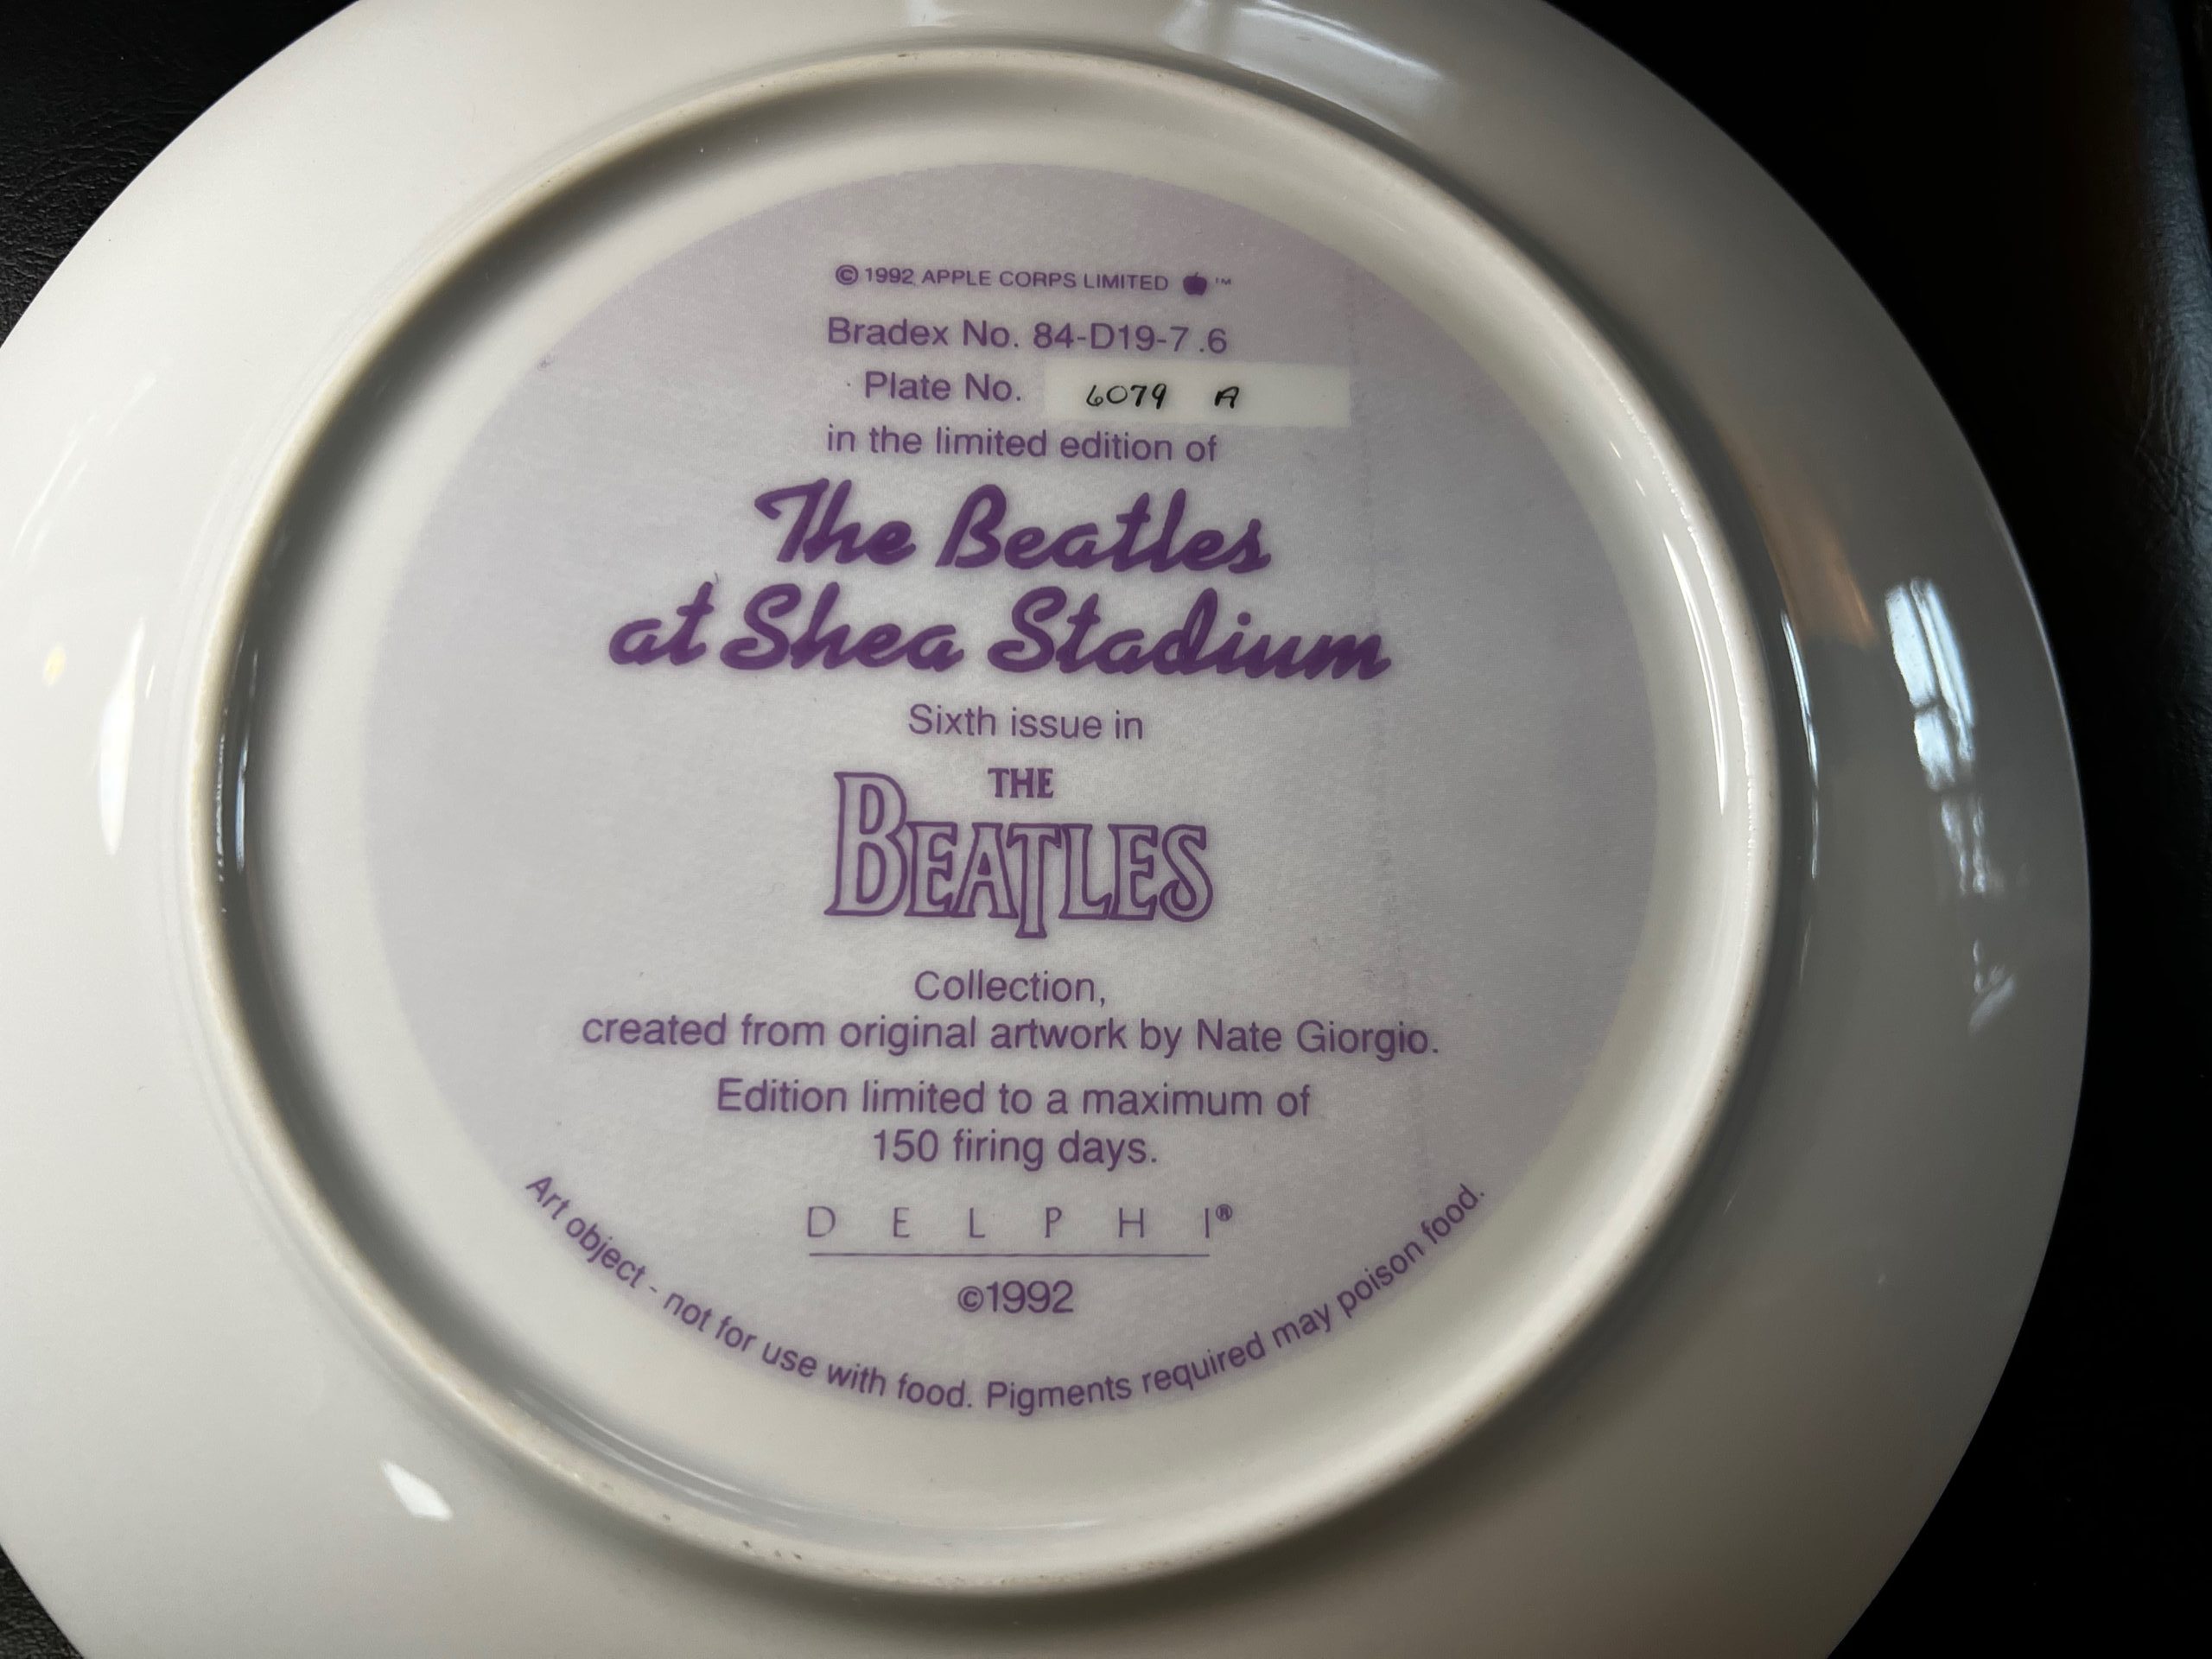 © 1992 APPLE CORPS LIMITED ™
Bradex No. 84-D19-7 .6
Plate No. 6079 A
in the limited edition of
The Beatles
at Shea Stadium
Sixth issue in
THE
BEATLES
Collection,
created from original artwork by Nate Giorgio.
Edition limited to a maximum of
150 firing days.
DELPHI®
©1992
Art object - not for use with food. Pigments required may poison food.